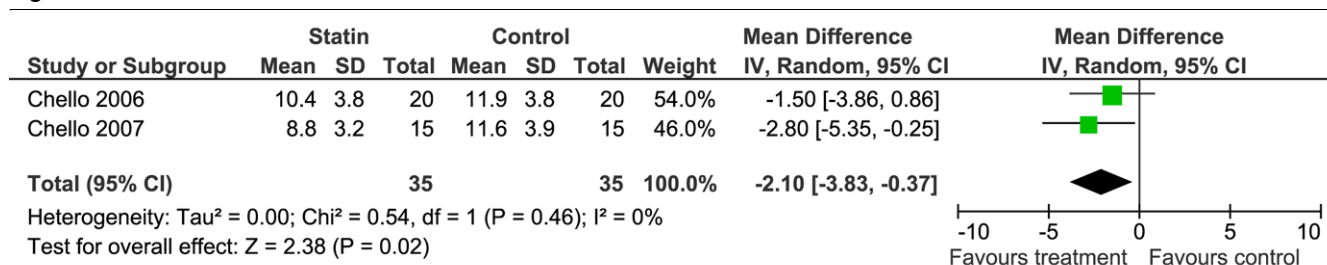 Statin Control Mean Difference Mean Difference
Study or Subgroup Mean SD Total Mean SD Total Weight IV, Random, 95% CI IV, Random, 95% CI
Chello 2006 10.4 3.8 20 11.9 3.8 20 54.0% -1.50 [-3.86, 0.86]
Chello 2007 8.8 3.2 15 11.6 3.9 15 46.0% -2.80 [-5.35, -0.25]
Total (95% CI) 35 35 100.0% -2.10 [-3.83, -0.37]
Heterogeneity: Tau² = 0.00; Chi² = 0.54, df = 1 (P = 0.46); I² = 0%
Test for overall effect: Z = 2.38 (P = 0.02)
-10 -5 0 5 10
Favours treatment Favours control